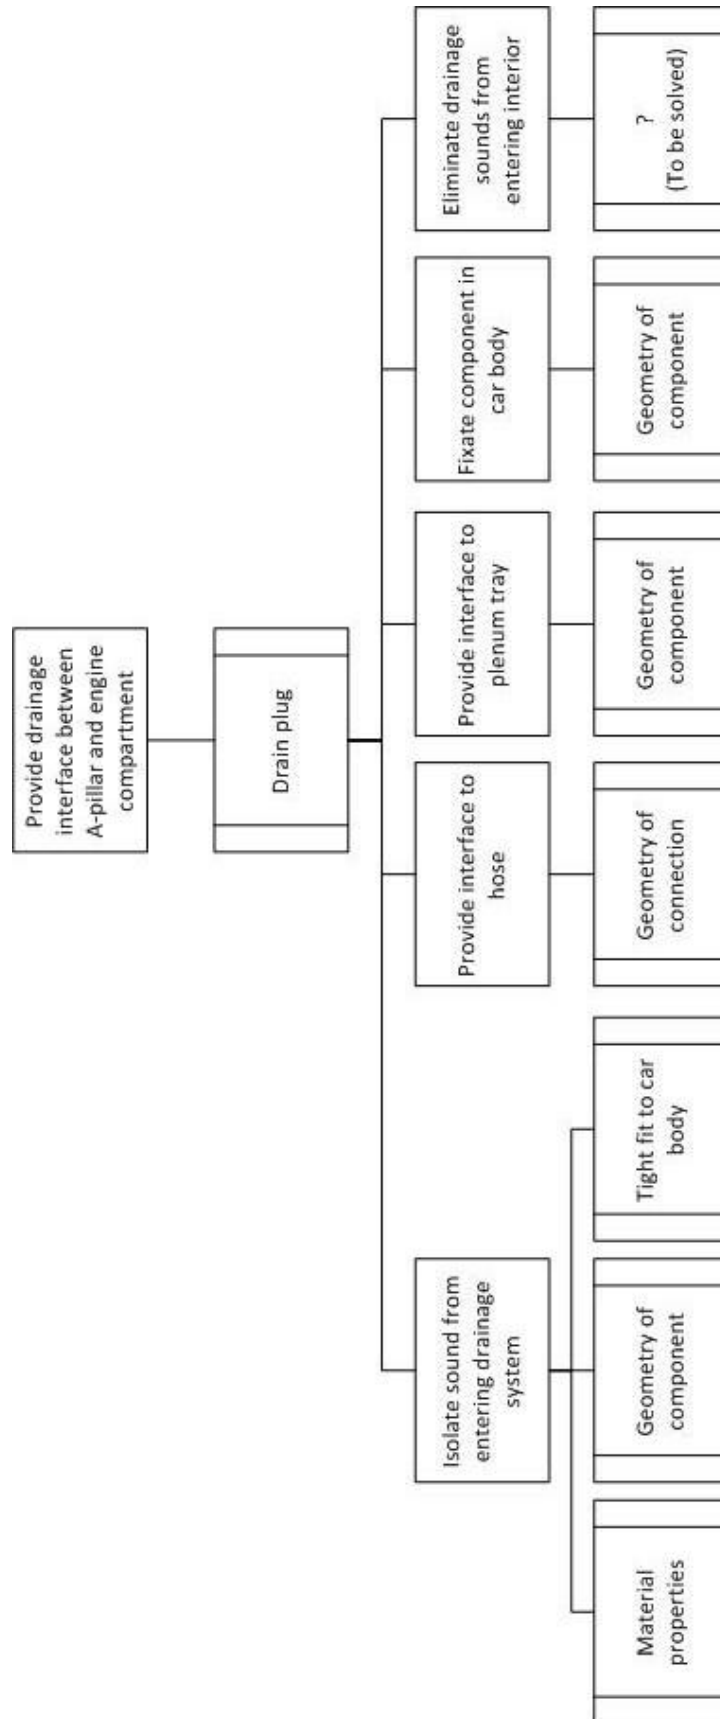 Provide drainage
interface between
A-pillar and engine
compartment
Drain plug
Isolate sound from
entering drainage
system
Provide interface to
hose
Provide interface to
plenum tray
Fixate component in
car body
Eliminate drainage
sounds from
entering interior
Material
properties
Geometry of
component
Tight fit to car
body
Geometry of
connection
Geometry of
component
Geometry of
component
?
(To be solved)